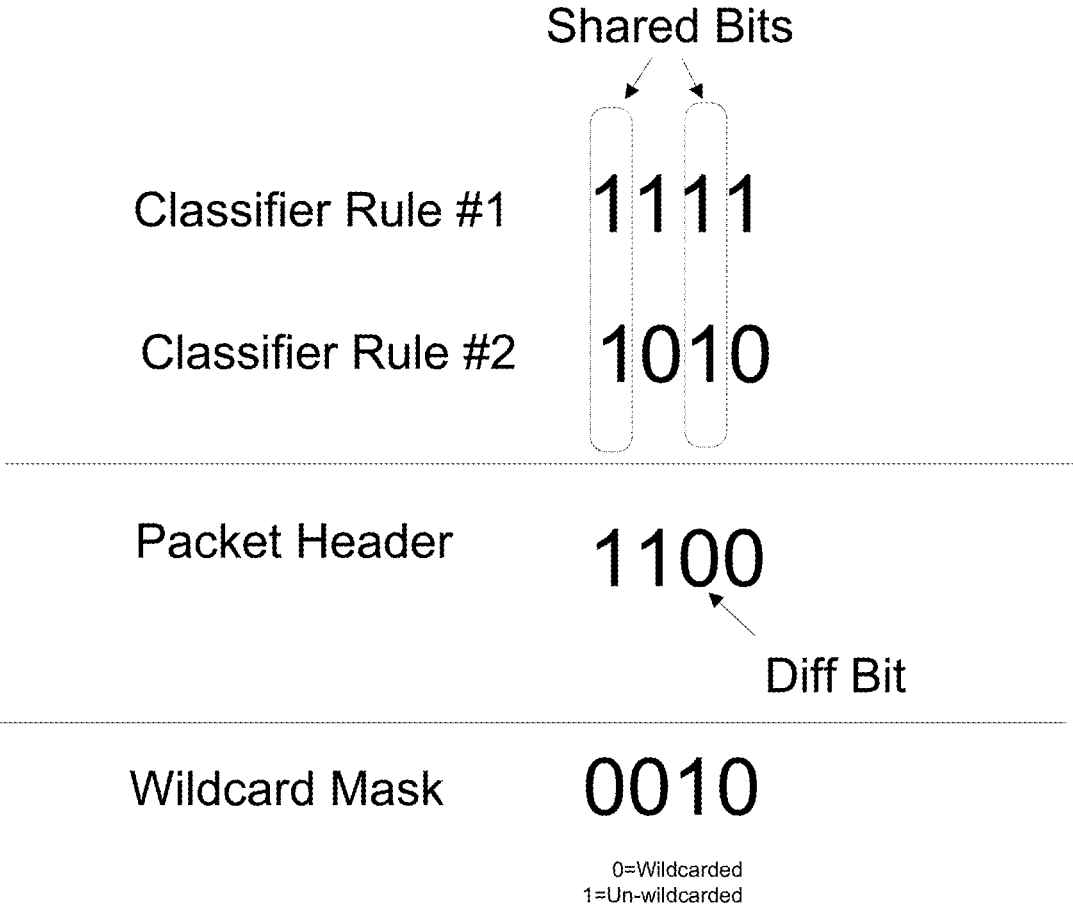 Shared Bits
Classifier Rule #1 1111
Classifier Rule #2 1010
Packet Header 1100
Diff Bit
Wildcard Mask 0010
0=Wildcarded
1=Un-wildcarded